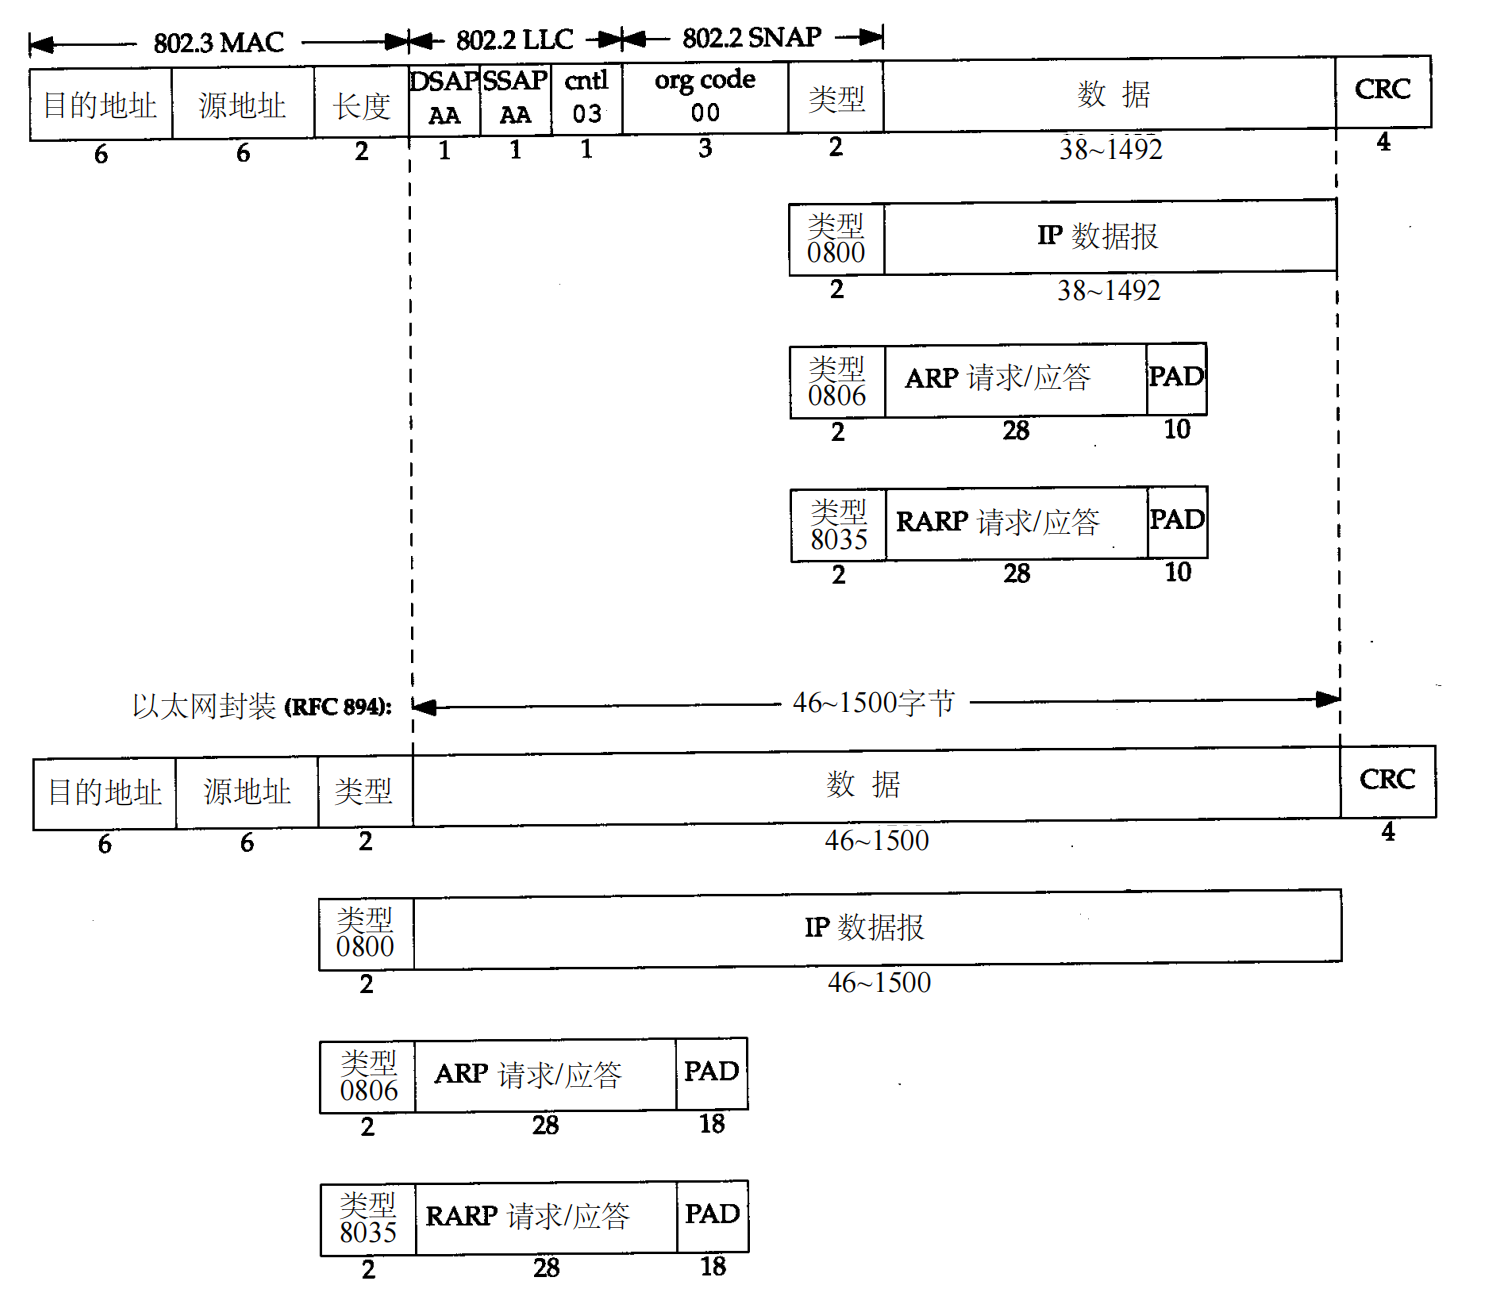 802.3 MAC 802.2 LLC 802.2 SNAP
目的地址 源地址 长度 DSAP AA SSAP AA cntl 03 org code 00 类型 数 据 CRC
6 6 2 1 1 1 3 2 38~1492 4
类型 0800 IP 数据报
2 38~1492
类型 0806 ARP 请求/应答 PAD
2 28 10
类型 8035 RARP 请求/应答 PAD
2 28 10
以太网封装 (RFC 894): 46~1500字节
目的地址 源地址 类型 数 据 CRC
6 6 2 46~1500 4
类型 0800 IP 数据报
2 46~1500
类型 0806 ARP 请求/应答 PAD
2 28 18
类型 8035 RARP 请求/应答 PAD
2 28 18